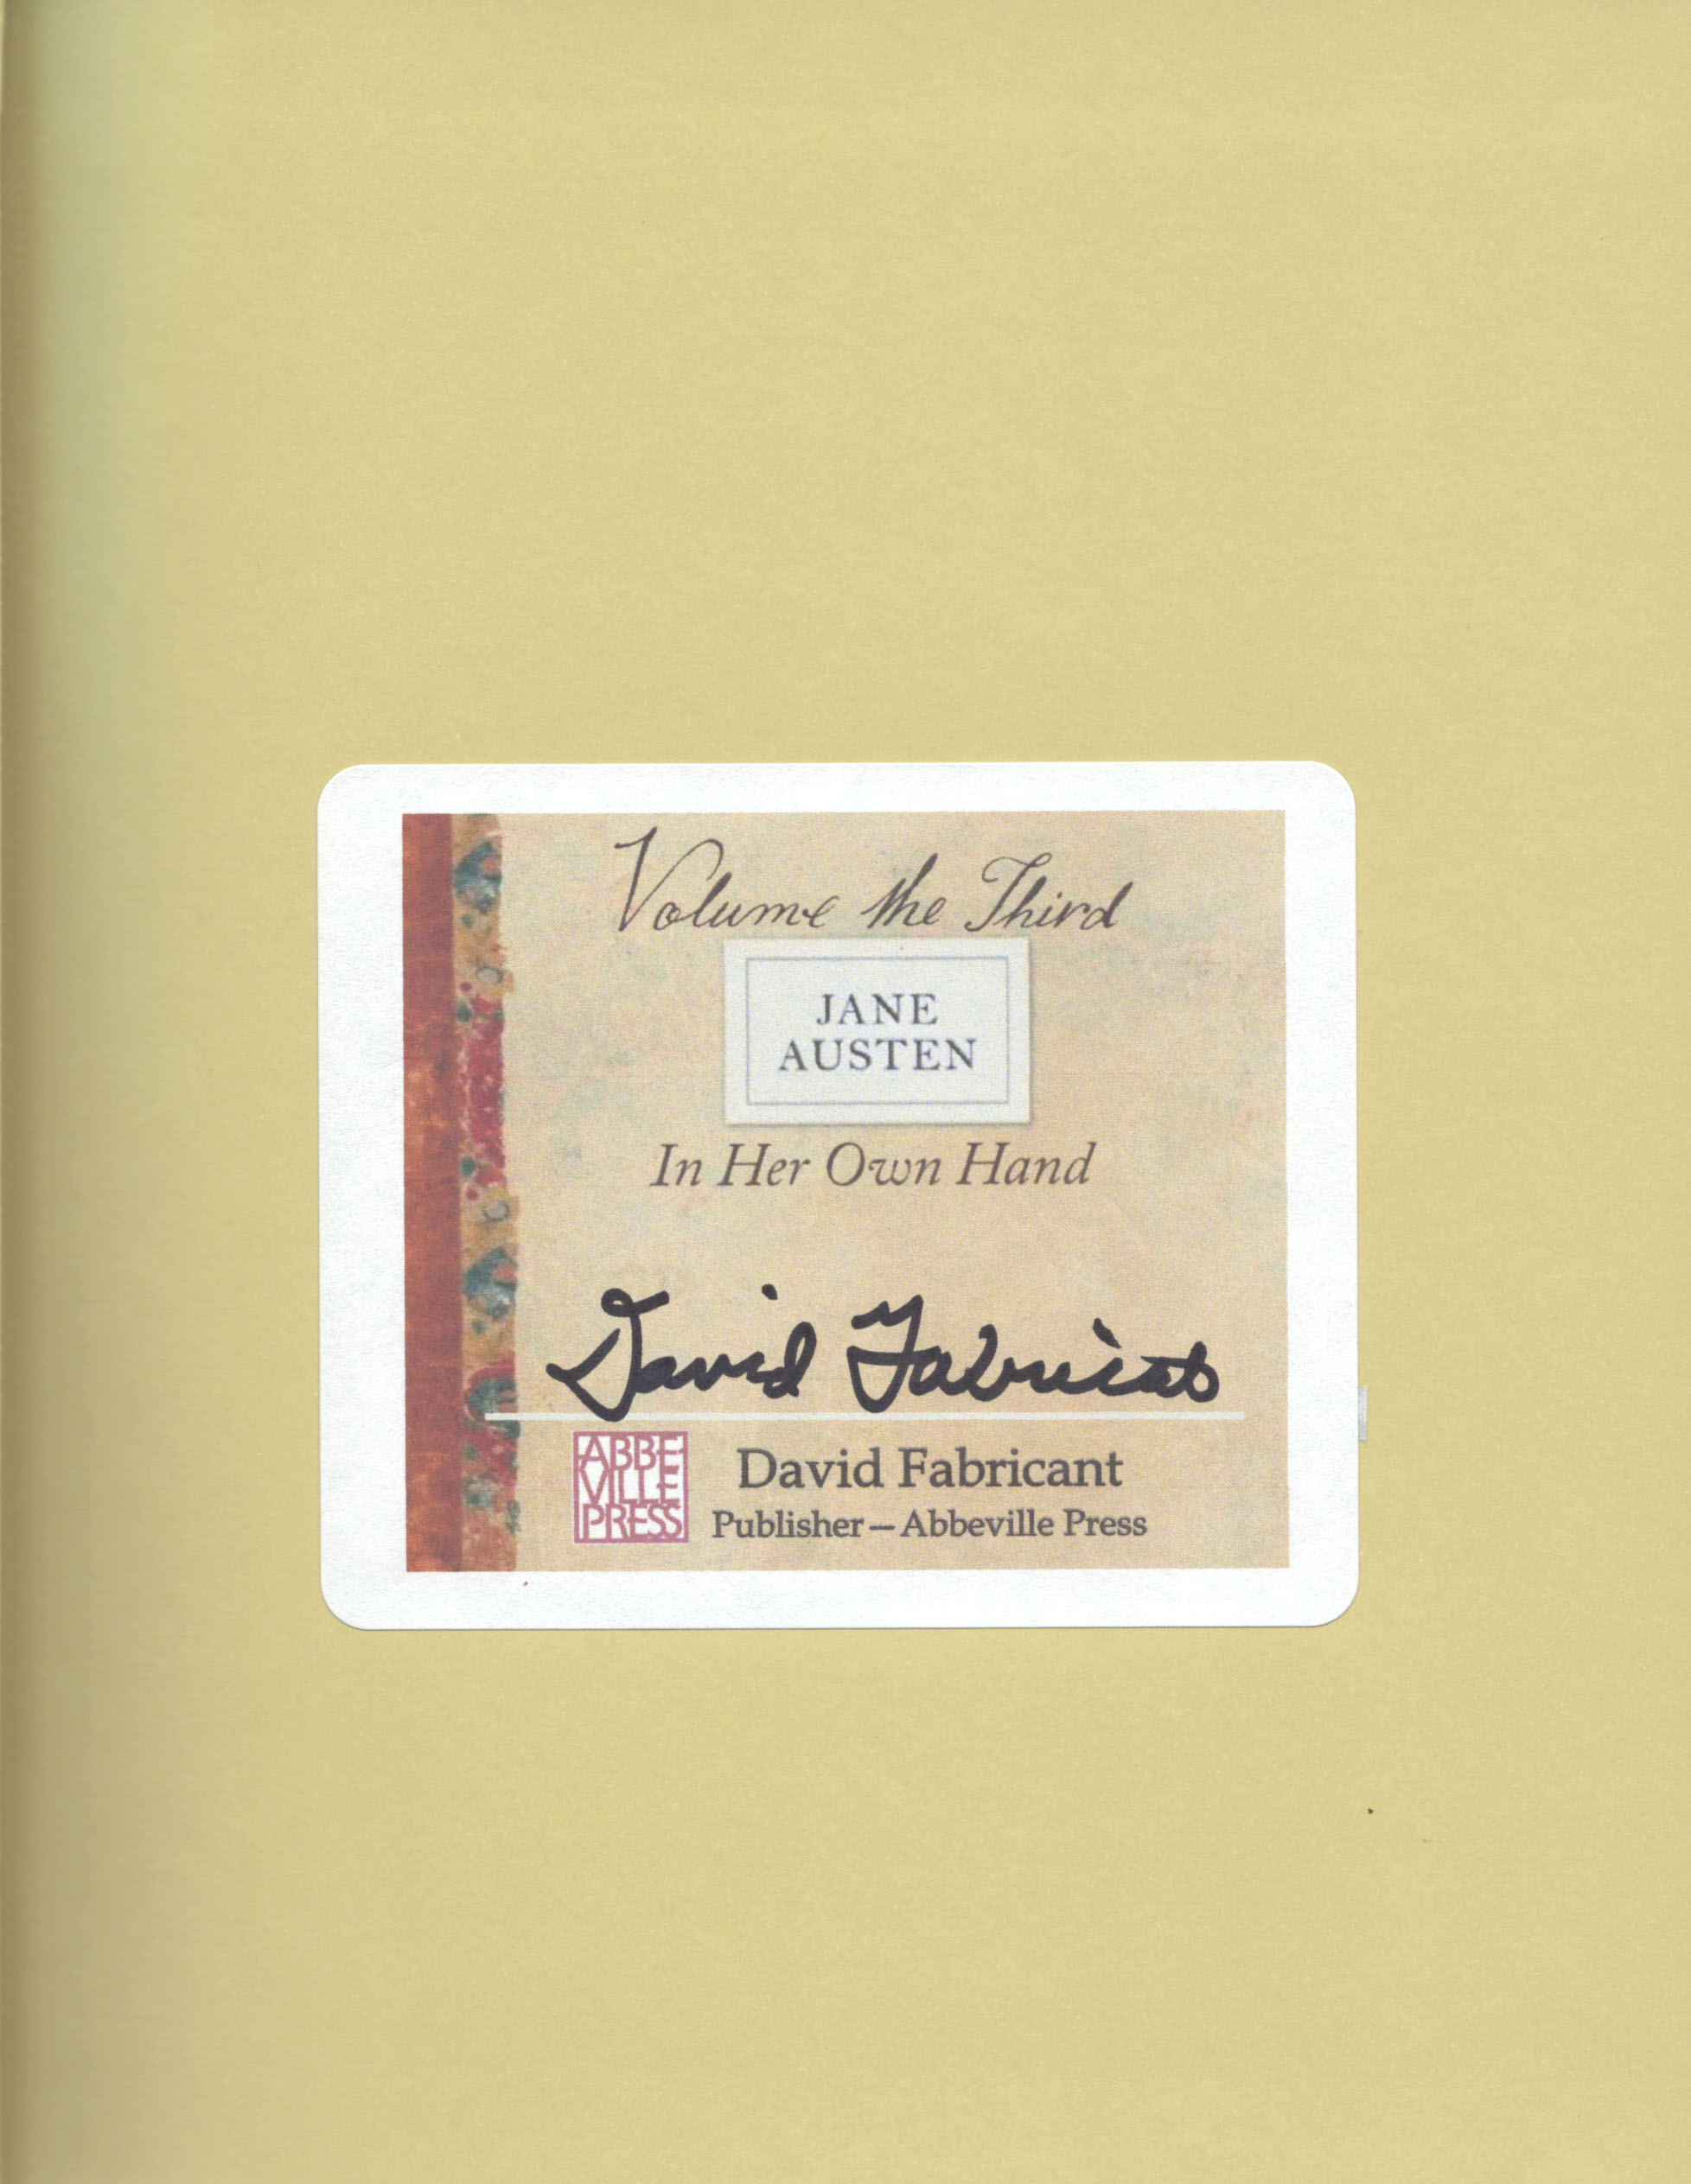 Volume the Third
JANE
AUSTEN
In Her Own Hand
David Fabricant
ABBE
VILLE
PRESS
David Fabricant
Publisher – Abbeville Press